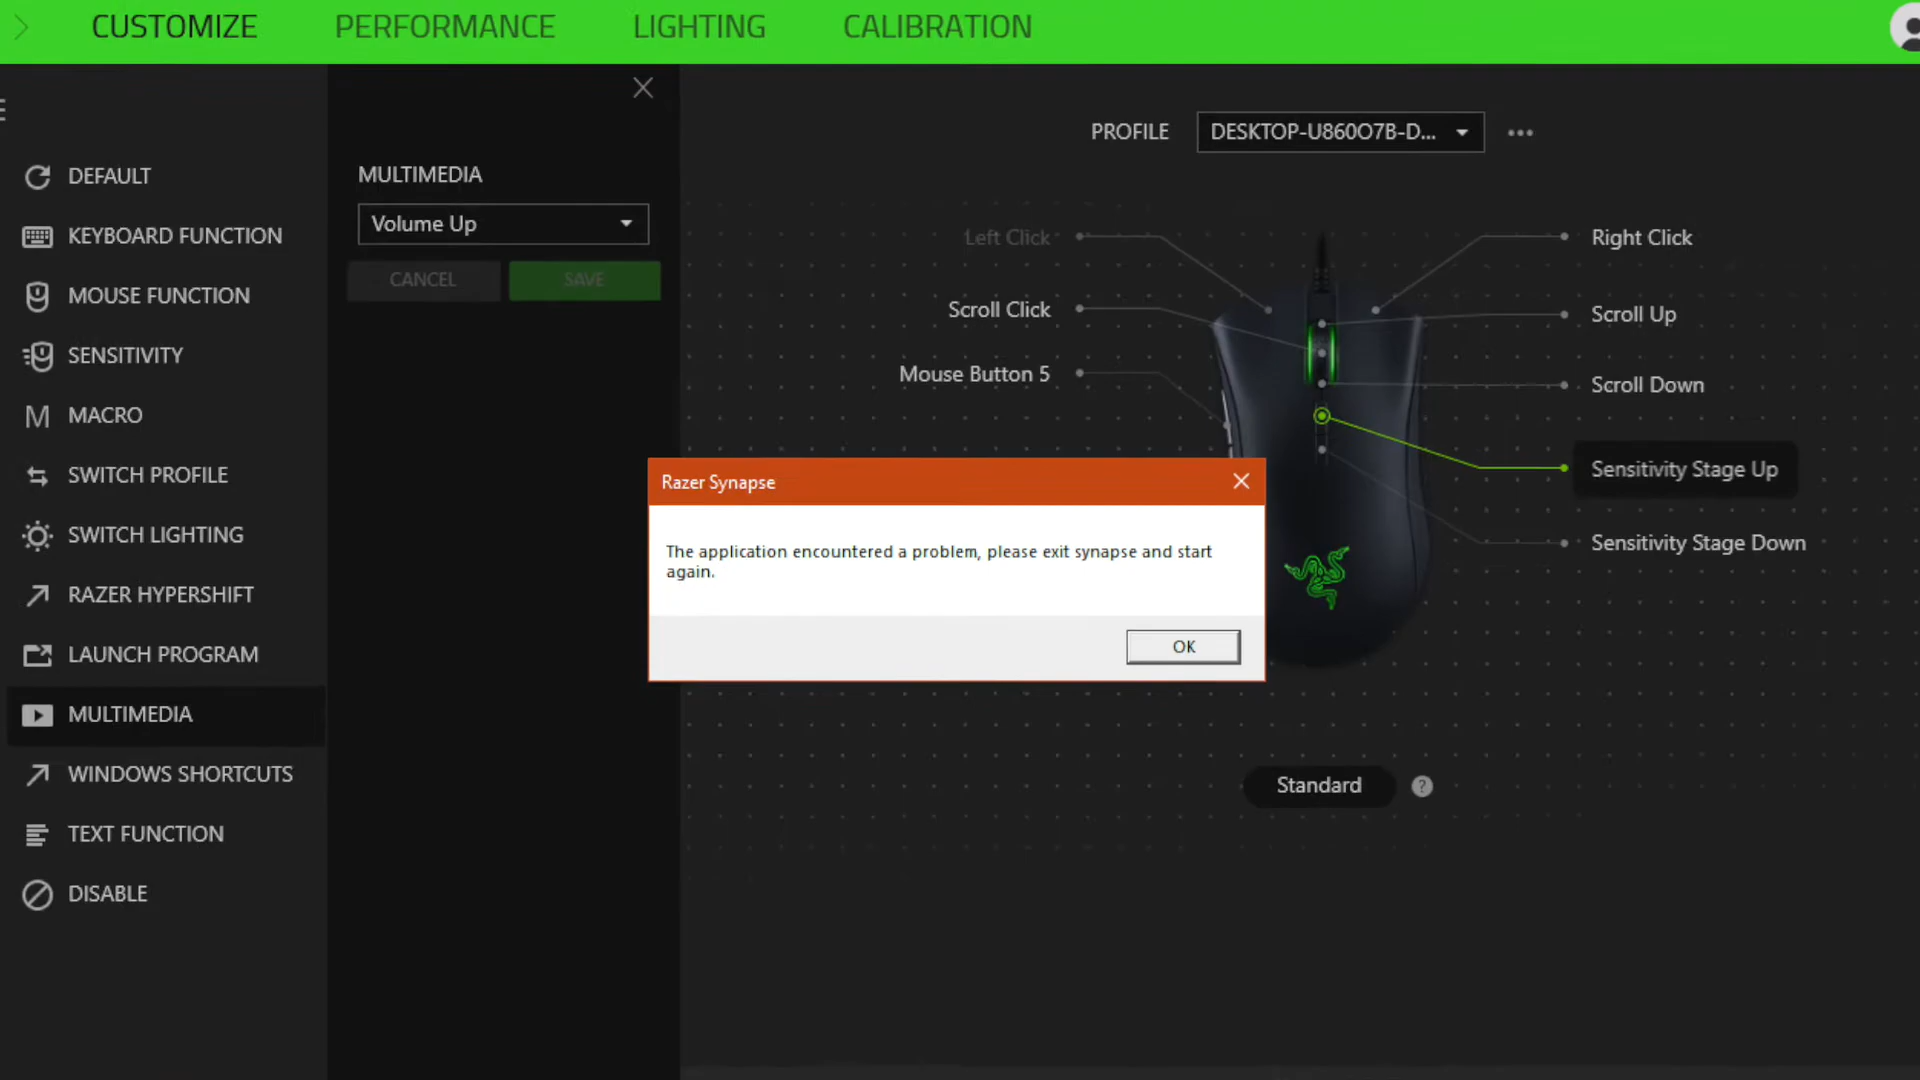 CUSTOMIZE PERFORMANCE LIGHTING CALIBRATION
DEFAULT
KEYBOARD FUNCTION
MOUSE FUNCTION
SENSITIVITY
MACRO
SWITCH PROFILE
SWITCH LIGHTING
RAZER HYPERSHIFT
LAUNCH PROGRAM
MULTIMEDIA
WINDOWS SHORTCUTS
TEXT FUNCTION
DISABLE
MULTIMEDIA
Volume Up
CANCEL SAVE
PROFILE DESKTOP-U860O7B-D...
Left Click
Scroll Click
Mouse Button 5
Right Click
Scroll Up
Scroll Down
Sensitivity Stage Up
Sensitivity Stage Down
Razer Synapse
The application encountered a problem, please exit synapse and start
again.
OK
Standard ?